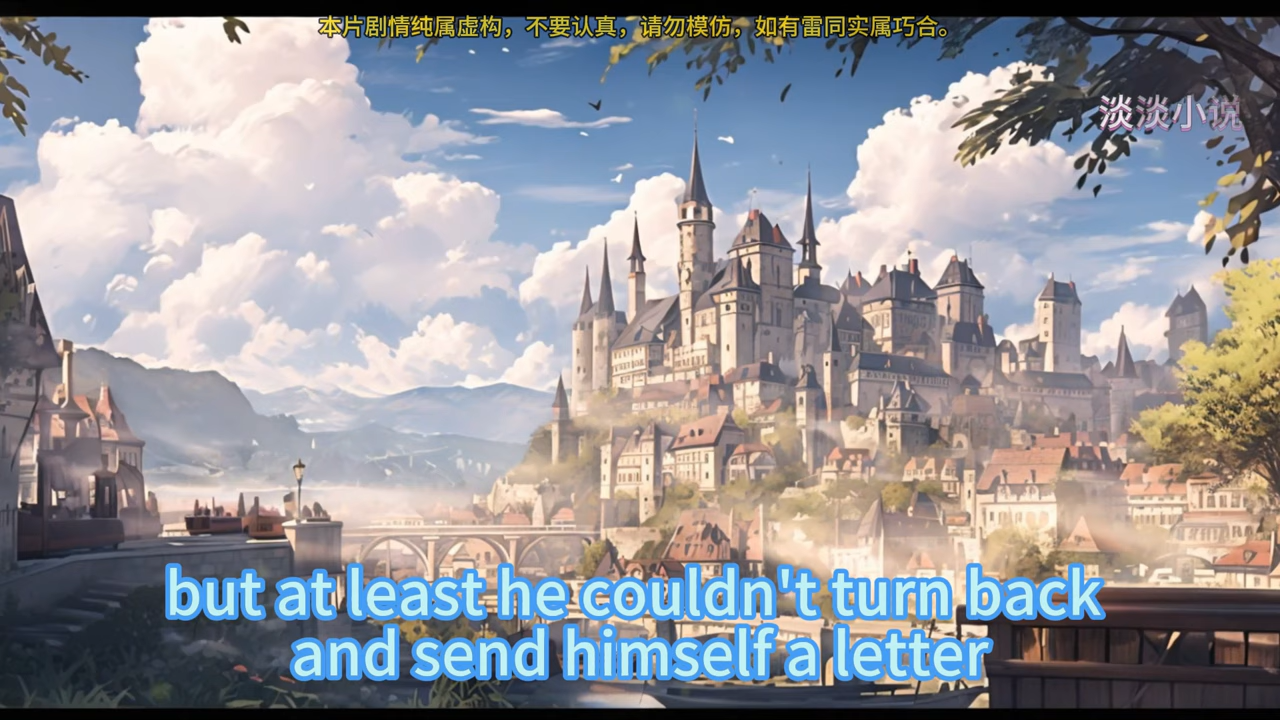 本片剧情纯属虚构，不要认真，请勿模仿，如有雷同实属巧合。
淡淡小说
but at least he couldn't turn back
and send himself a letter